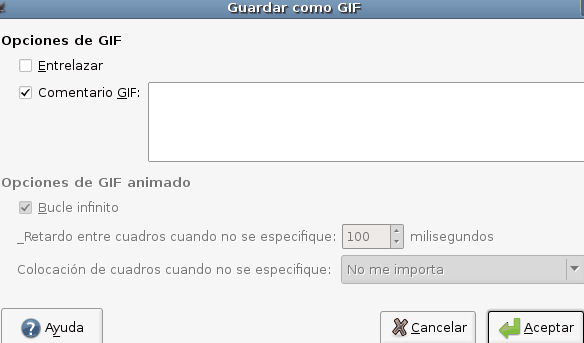 Guardar como GIF
Opciones de GIF
Entrelazar
Comentario GIF:
Opciones de GIF animado
Bucle infinito
_Retardo entre cuadros cuando no se especifique: 100 milisegundos
Colocación de cuadros cuando no se especifique: No me importa
Ayuda Cancelar Aceptar